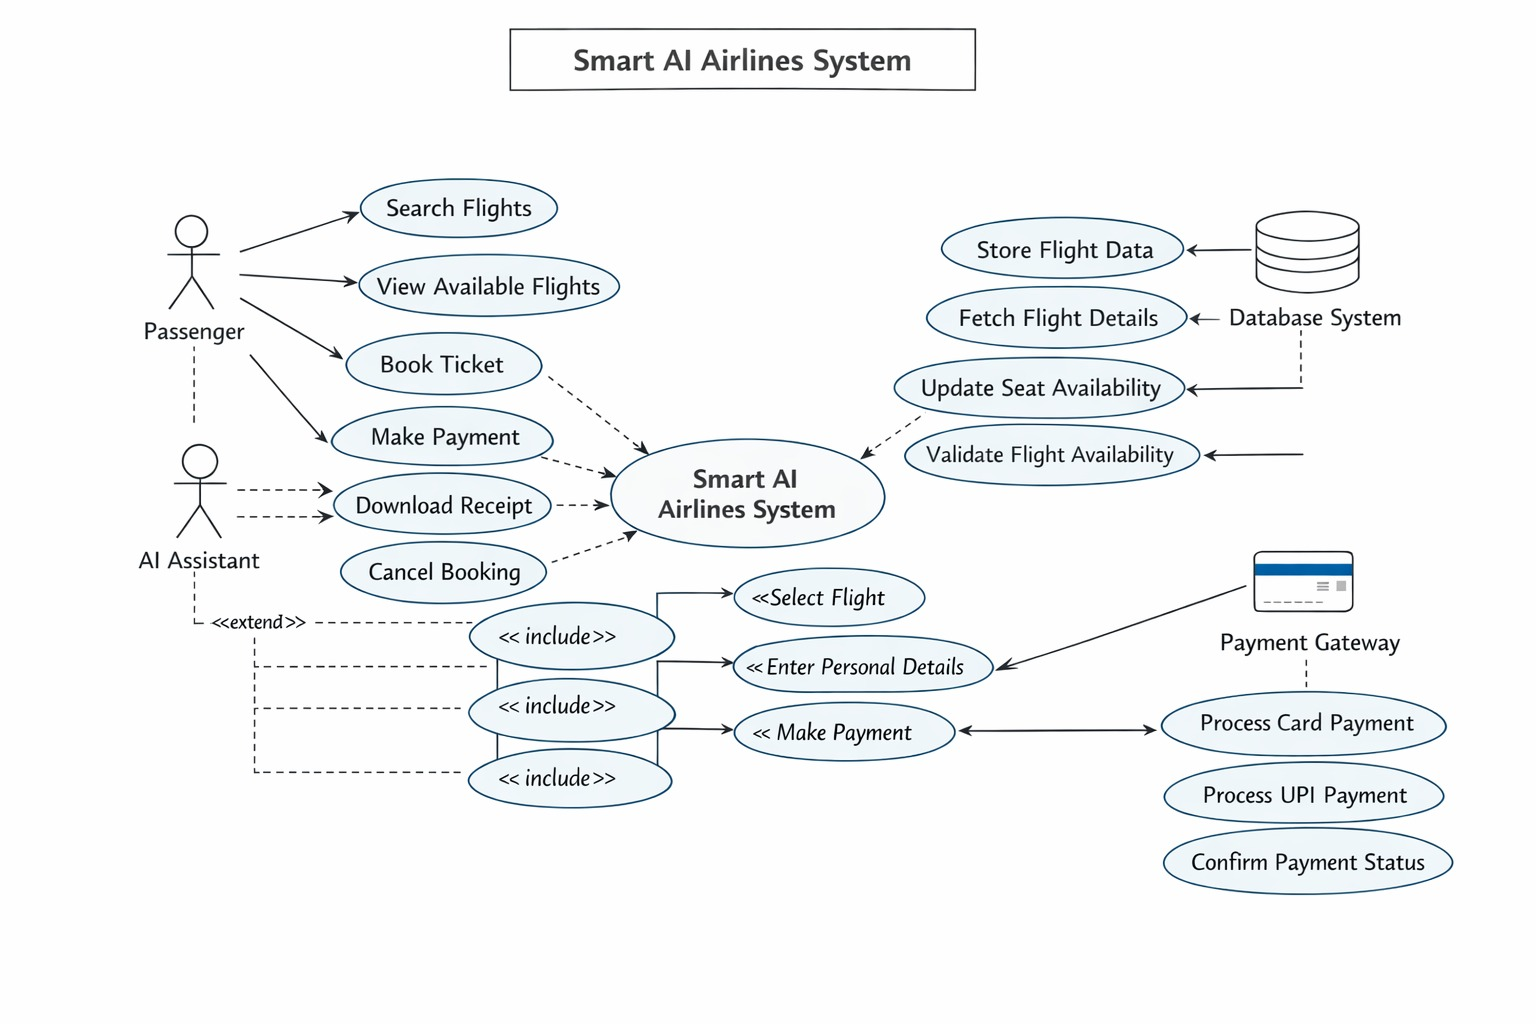 Smart AI Airlines System
Search Flights
View Available Flights
Passenger
Book Ticket
Make Payment
Download Receipt
AI Assistant
Cancel Booking
Smart AI
Airlines System
Store Flight Data
Fetch Flight Details
Database System
Update Seat Availability
Validate Flight Availability
<<extend>>
<< include>>
<< include>>
<< include>>
<<Select Flight
<<Enter Personal Details
<< Make Payment
Payment Gateway
Process Card Payment
Process UPI Payment
Confirm Payment Status